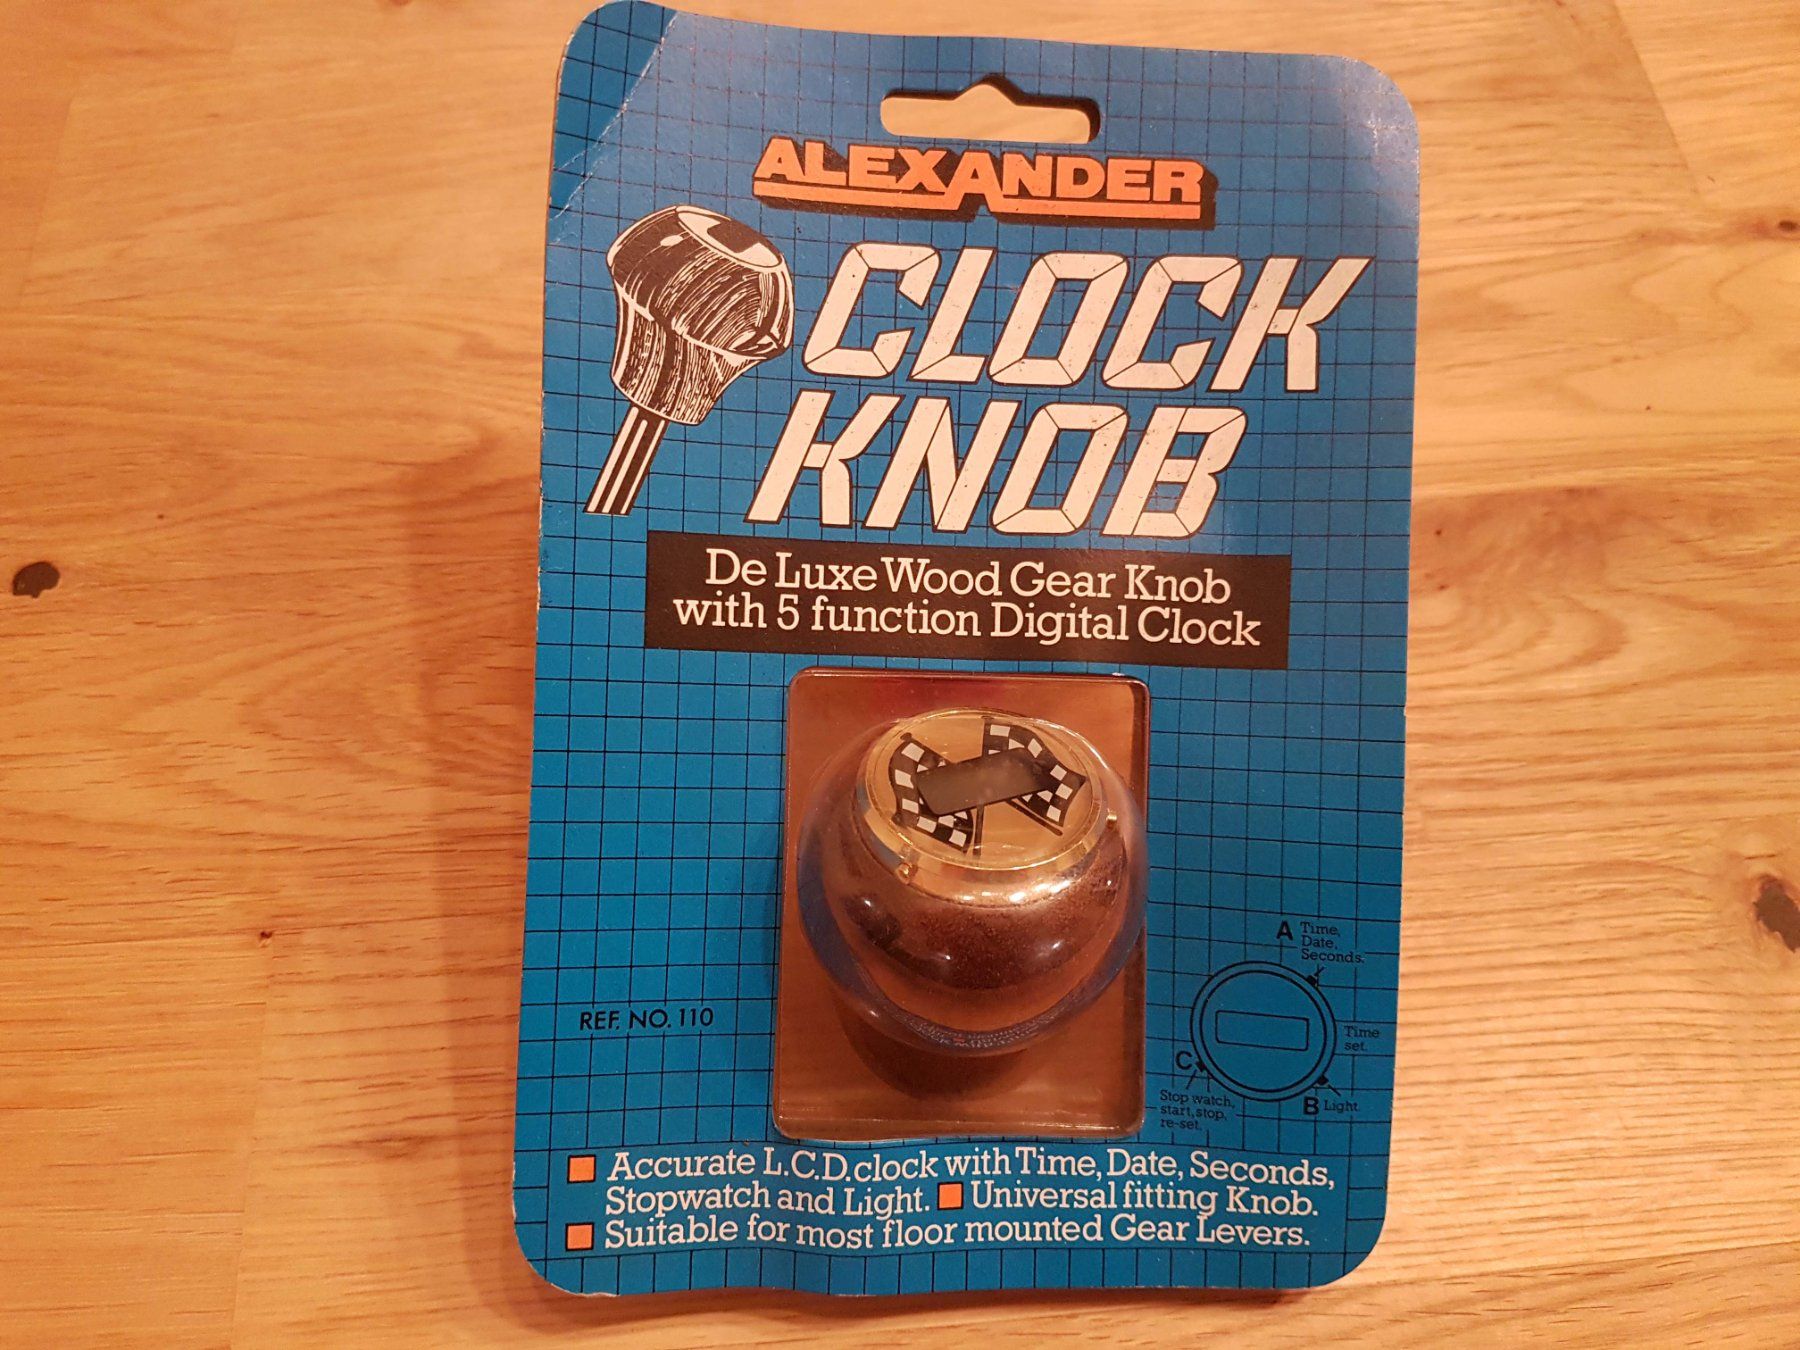 ALEXANDER
CLOCK
KNOB
De Luxe Wood Gear Knob
with 5 function Digital Clock
A Time,
Date,
Seconds.
REF. NO. 110
Time
set.
C
Stop watch,
start, stop,
re-set.
B Light.
Accurate L.C.D. clock with Time, Date, Seconds,
Stopwatch and Light. Universal fitting Knob.
Suitable for most floor mounted Gear Levers.